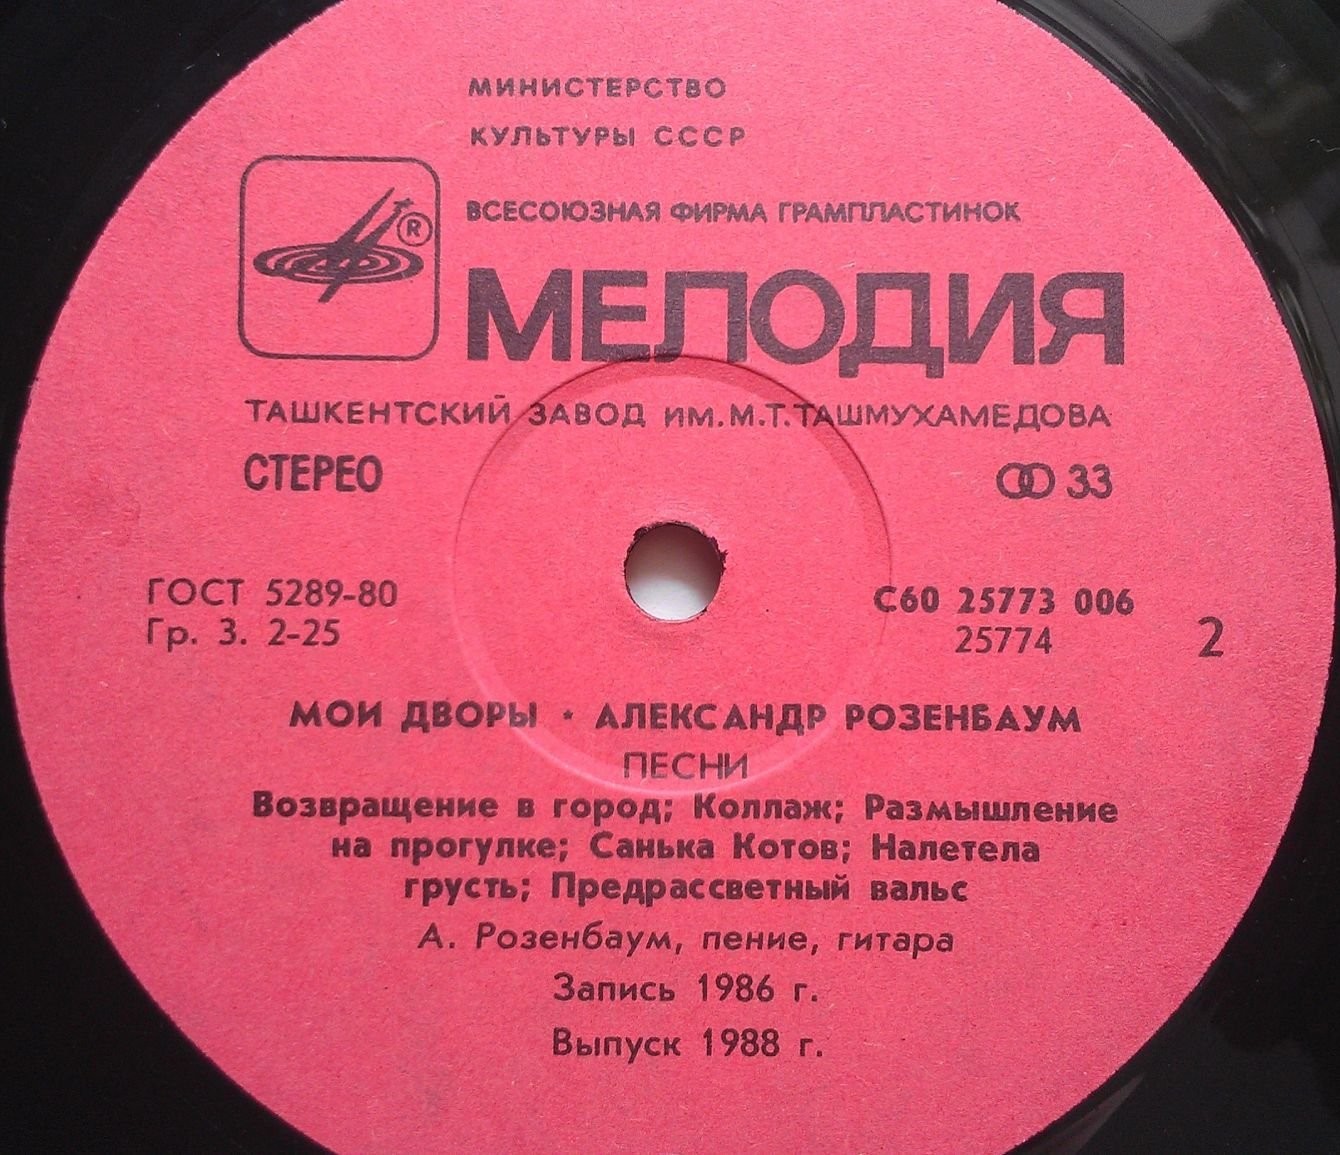 МИНИСТЕРСТВО
КУЛЬТУРЫ СССР
ВСЕСОЮЗНАЯ ФИРМА ГРАМПЛАСТИНОК
®
МЕЛОДИЯ
ТАШКЕНТСКИЙ ЗАВОД ИМ. М.Т. ТАШМУХАМЕДОВА
СТЕРЕО 33
ГОСТ 5289-80 С60 25773 006
Гр. 3. 2-25 25774 2
МОИ ДВОРЫ · АЛЕКСАНДР РОЗЕНБАУМ
ПЕСНИ
Возвращение в город; Коллаж; Размышление
на прогулке; Санька Котов; Налетела
грусть; Предрассветный вальс
А. Розенбаум, пение, гитара
Запись 1986 г.
Выпуск 1988 г.